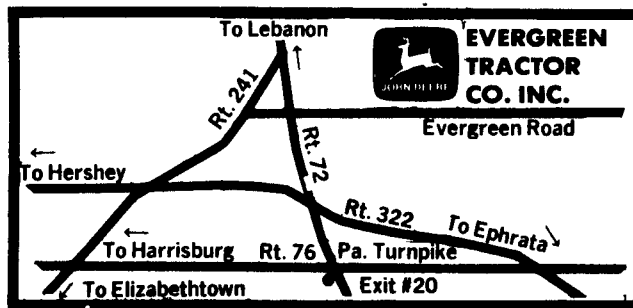 To Lebanon
EVERGREEN
TRACTOR
CO. INC.
JOHN DEERE
Rt. 241
Evergreen Road
Rt. 72
To Hershey
Rt. 322
To Ephrata
To Harrisburg
Rt. 76
Pa. Turnpike
To Elizabethtown
Exit #20